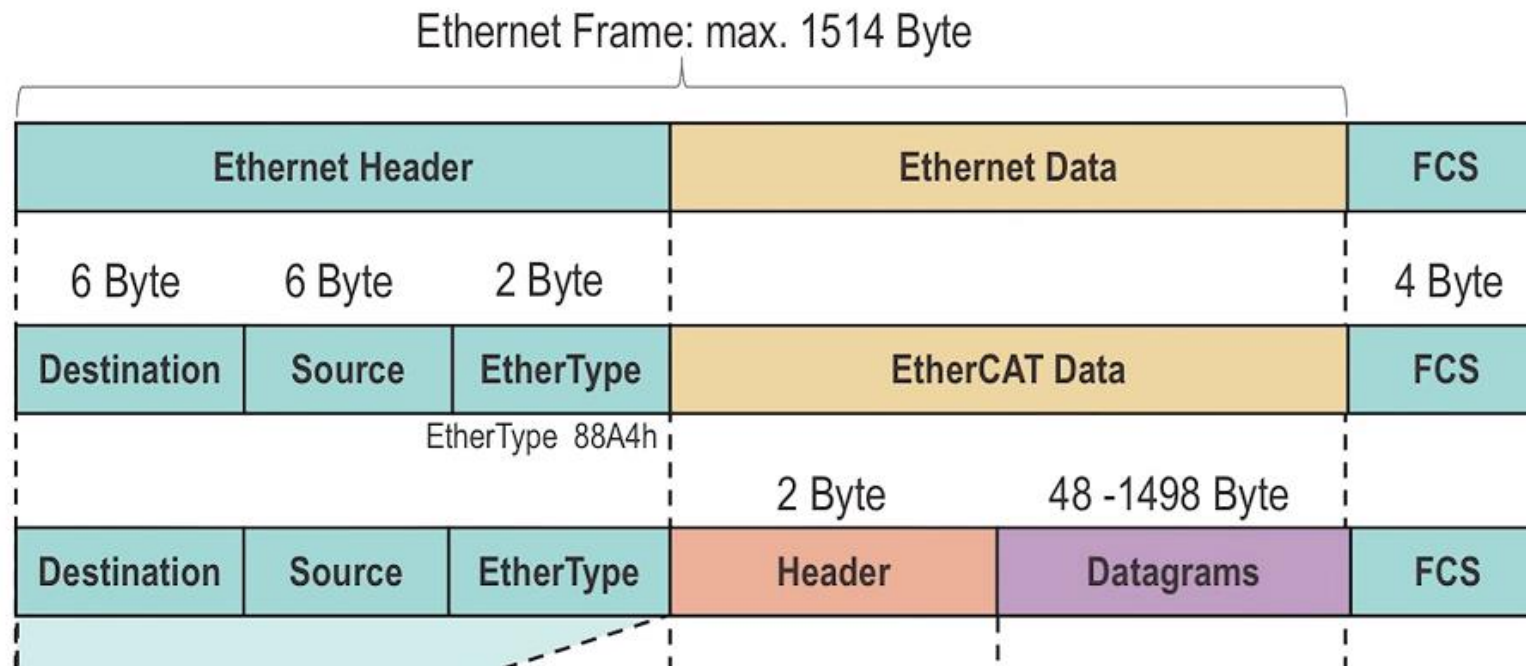 Ethernet Frame: max. 1514 Byte
Ethernet Header Ethernet Data FCS
6 Byte 6 Byte 2 Byte 4 Byte
Destination Source EtherType EtherCAT Data FCS
EtherType 88A4h
2 Byte 48 -1498 Byte
Destination Source EtherType Header Datagrams FCS